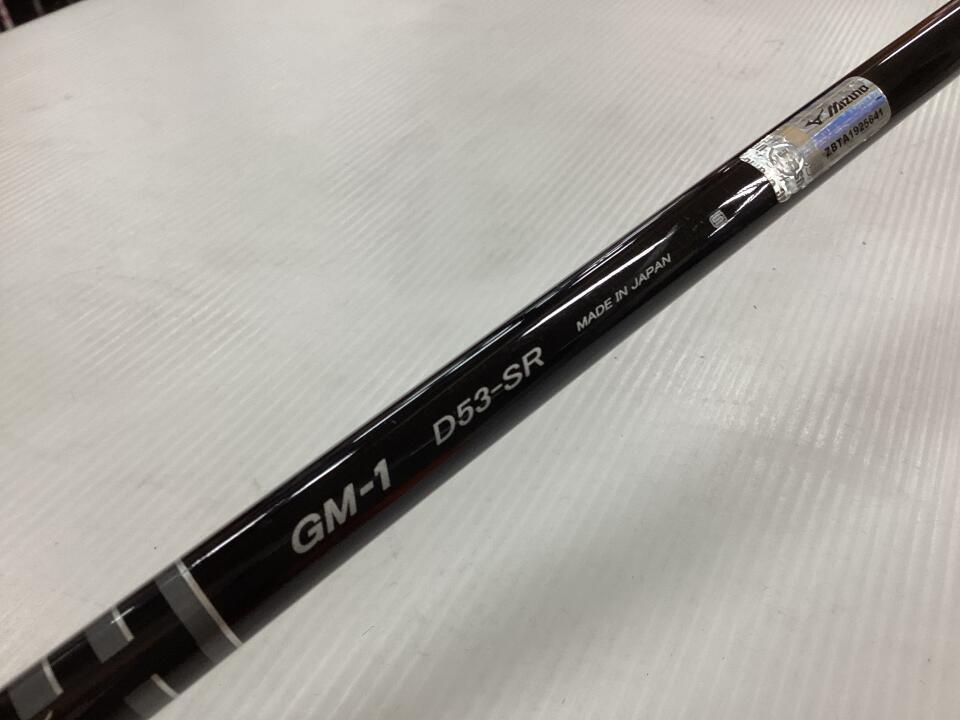 GM-1
D53-SR
MADE IN JAPAN
MIZUNO
ZBTA1925641